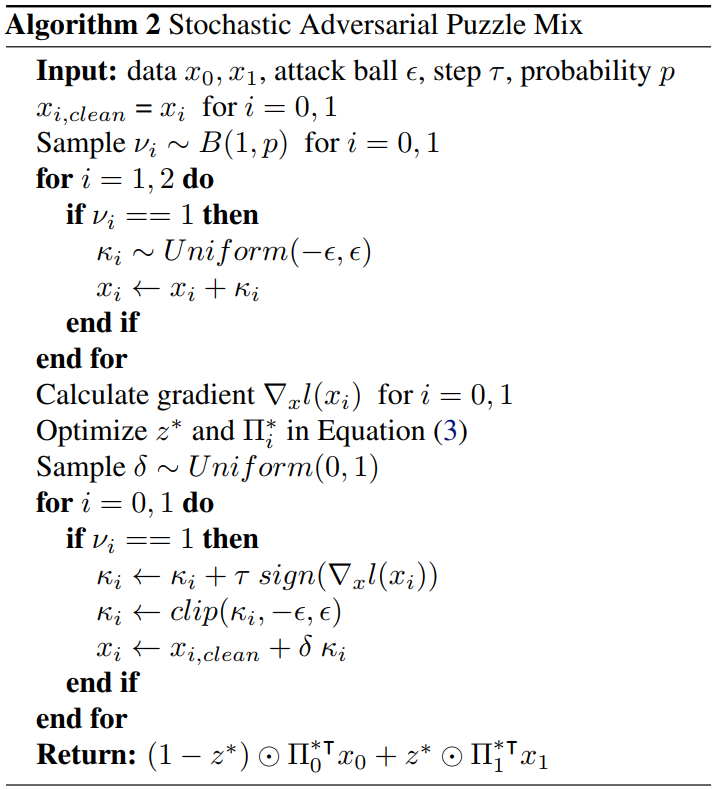 Algorithm 2 Stochastic Adversarial Puzzle Mix
Input: data x₀, x₁, attack ball ϵ, step τ, probability p
x_{i,clean} = x_i for i = 0, 1
Sample ν_i ∼ B(1, p) for i = 0, 1
for i = 1, 2 do
if ν_i == 1 then
κ_i ∼ Uniform(−ϵ, ϵ)
x_i ← x_i + κ_i
end if
end for
Calculate gradient ∇_x l(x_i) for i = 0, 1
Optimize z* and Π_i^* in Equation (3)
Sample δ ∼ Uniform(0, 1)
for i = 0, 1 do
if ν_i == 1 then
κ_i ← κ_i + τ sign(∇_x l(x_i))
κ_i ← clip(κ_i, −ϵ, ϵ)
x_i ← x_{i,clean} + δ κ_i
end if
end for
Return: (1 − z*) ⊙ Π_0^{*⊺} x₀ + z* ⊙ Π_1^{*⊺} x₁